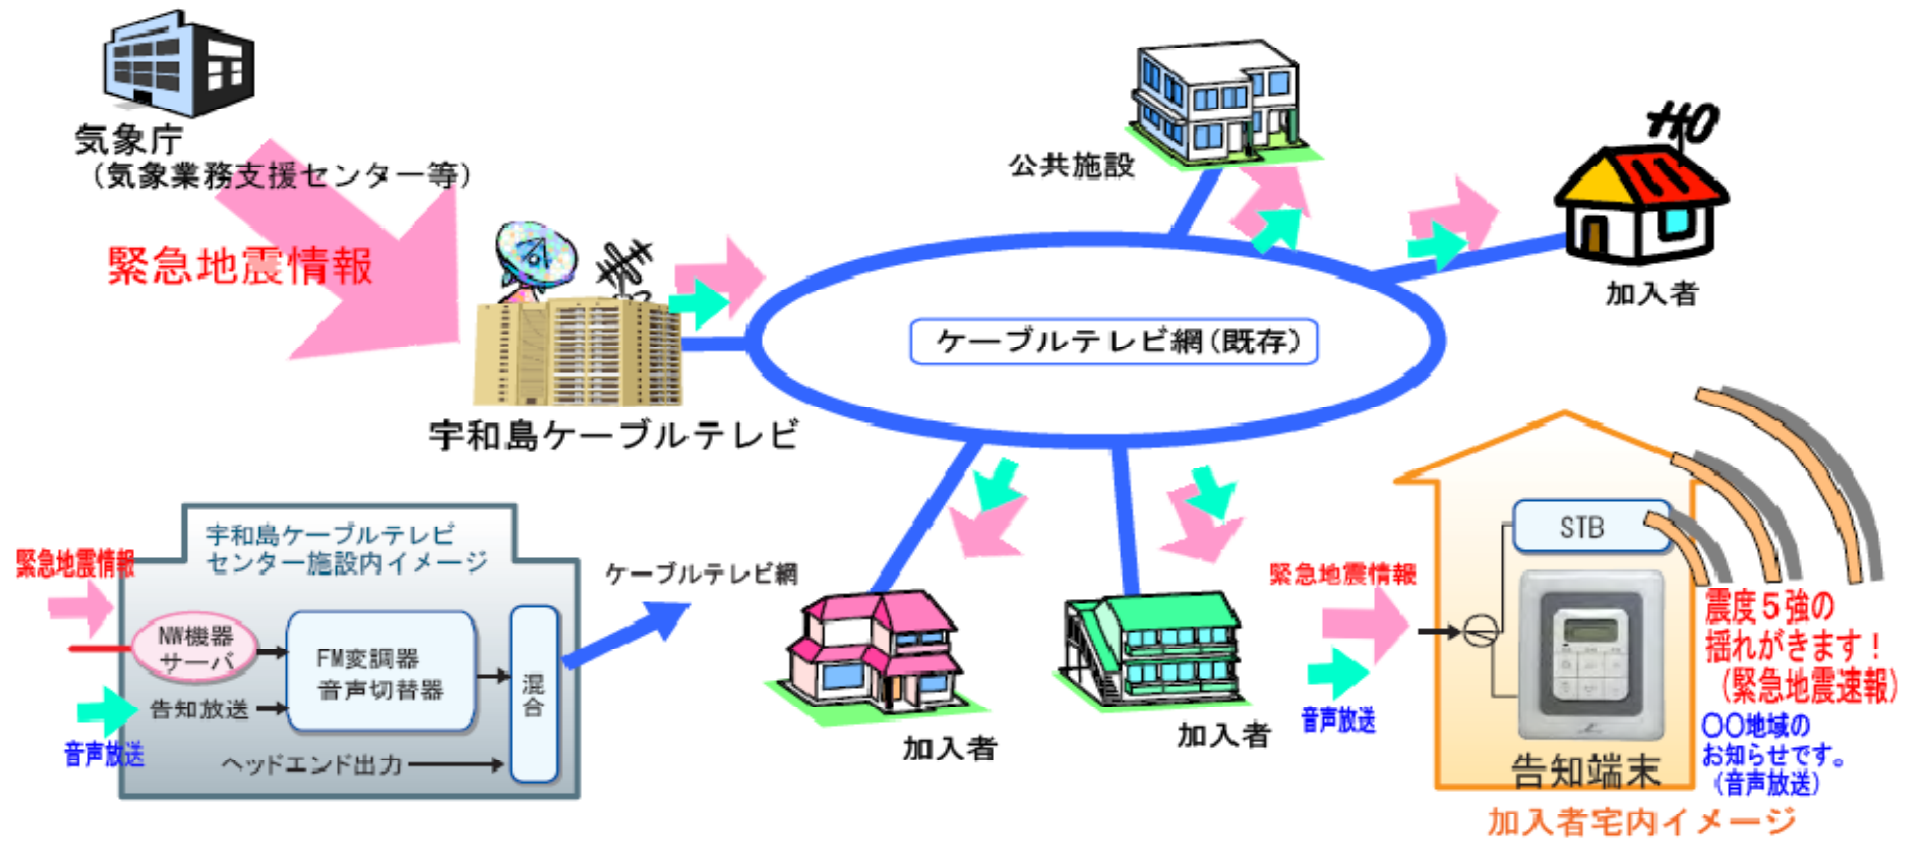 気象庁
（気象業務支援センター等）
緊急地震情報
宇和島ケーブルテレビ
公共施設
加入者
ケーブルテレビ網（既存）
宇和島ケーブルテレビ
センター施設内イメージ
緊急地震情報
NW機器
サーバ
FM変調器
音声切替器
告知放送
音声放送
ヘッドエンド出力
混合
ケーブルテレビ網
加入者
加入者
緊急地震情報
音声放送
STB
告知端末
震度５強の
揺れがきます！
（緊急地震速報）
〇〇地域の
お知らせです。
（音声放送）
加入者宅内イメージ